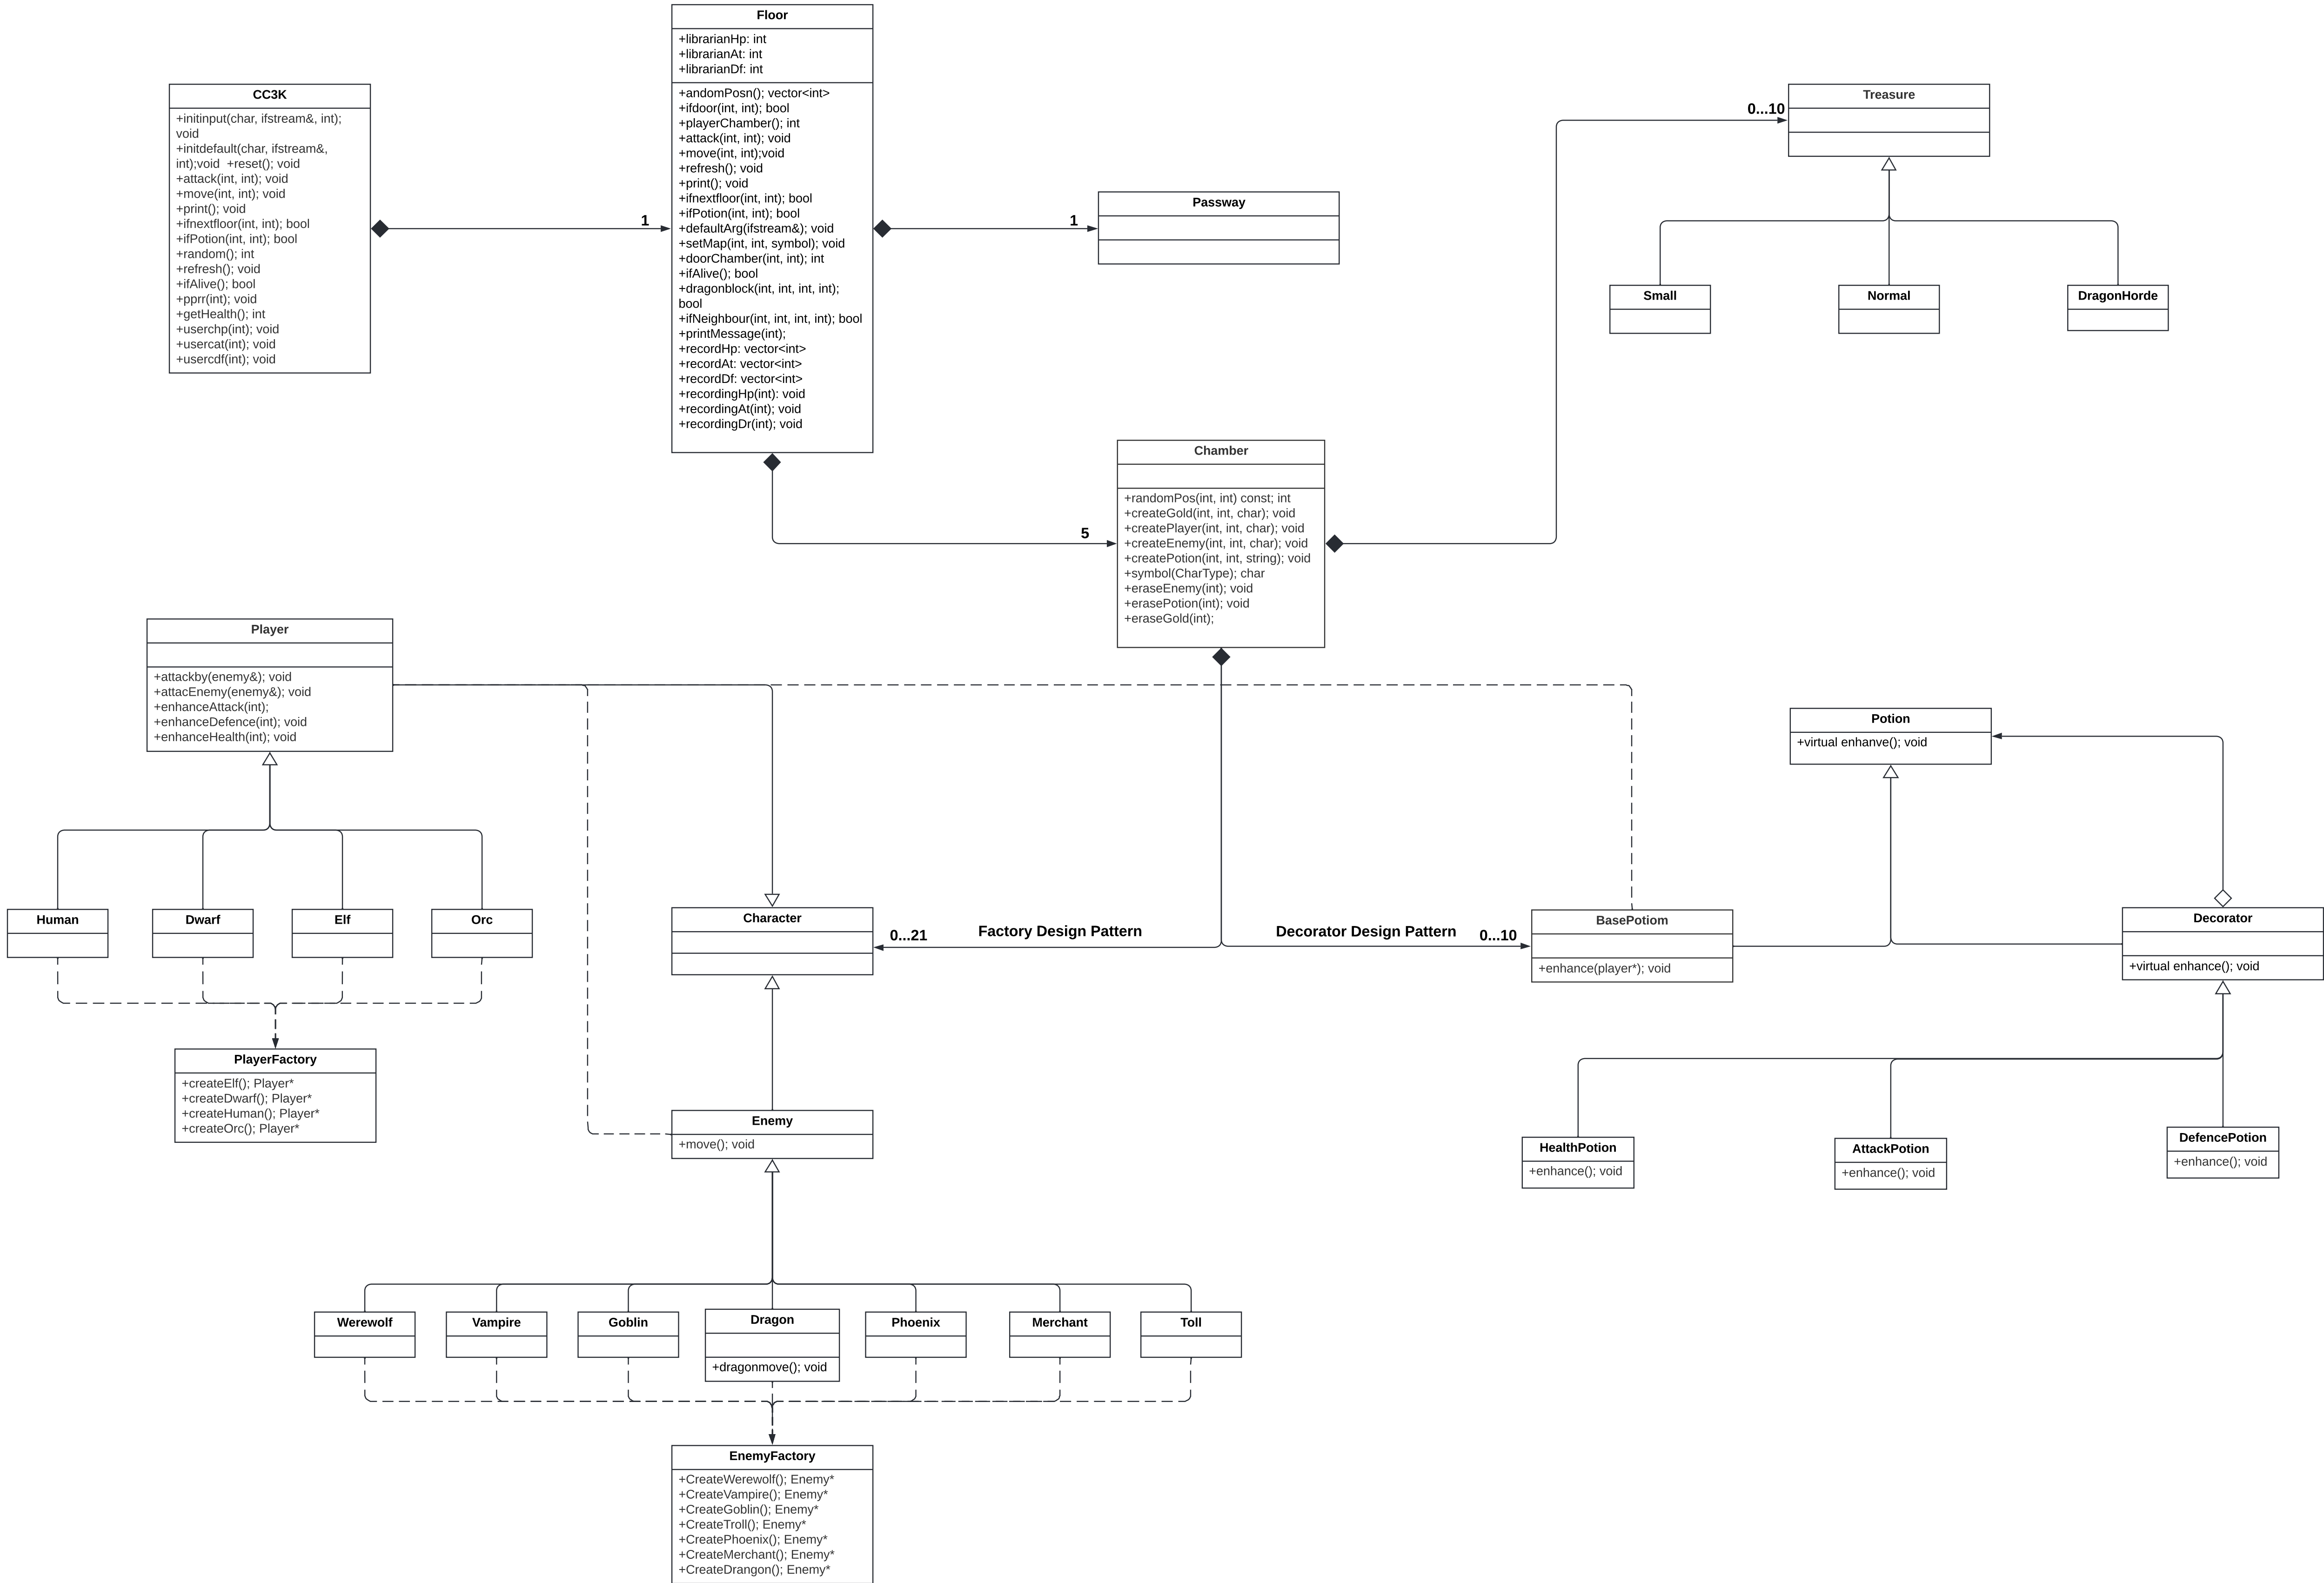 Floor
+librarianHp: int
+librarianAt: int
+librarianDf: int
+andomPosn(); vector<int>
+ifdoor(int, int); bool
+playerChamber(); int
+attack(int, int); void
+move(int, int);void
+refresh(); void
+print(); void
+ifnextfloor(int, int); bool
+ifPotion(int, int); bool
+defaultArg(ifstream&); void
+setMap(int, int, symbol); void
+doorChamber(int, int); int
+ifAlive(); bool
+dragonblock(int, int, int, int);
bool
+ifNeighbour(int, int, int, int); bool
+printMessage(int);
+recordHp: vector<int>
+recordAt: vector<int>
+recordDf: vector<int>
+recordingHp(int): void
+recordingAt(int); void
+recordingDr(int); void
CC3K
+initinput(char, ifstream&, int);
void
+initdefault(char, ifstream&,
int);void  +reset(); void
+attack(int, int); void
+move(int, int); void
+print(); void
+ifnextfloor(int, int); bool
+ifPotion(int, int); bool
+random(); int
+refresh(); void
+ifAlive(); bool
+pprr(int); void
+getHealth(); int
+userchp(int); void
+usercat(int); void
+usercdf(int); void
1
1
Passway
0...10
Treasure
Small
Normal
DragonHorde
5
Chamber
+randomPos(int, int) const; int
+createGold(int, int, char); void
+createPlayer(int, int, char); void
+createEnemy(int, int, char); void
+createPotion(int, int, string); void
+symbol(CharType); char
+eraseEnemy(int); void
+erasePotion(int); void
+eraseGold(int);
Player
+attackby(enemy&); void
+attacEnemy(enemy&); void
+enhanceAttack(int);
+enhanceDefence(int); void
+enhanceHealth(int); void
Potion
+virtual enhanve(); void
Human
Dwarf
Elf
Orc
Character
0...21
Factory Design Pattern
Decorator Design Pattern
0...10
BasePotiom
+enhance(player*); void
Decorator
+virtual enhance(); void
PlayerFactory
+createElf(); Player*
+createDwarf(); Player*
+createHuman(); Player*
+createOrc(); Player*
Enemy
+move(); void
HealthPotion
+enhance(); void
AttackPotion
+enhance(); void
DefencePotion
+enhance(); void
Werewolf
Vampire
Goblin
Dragon
+dragonmove(); void
Phoenix
Merchant
Toll
EnemyFactory
+CreateWerewolf(); Enemy*
+CreateVampire(); Enemy*
+CreateGoblin(); Enemy*
+CreateTroll(); Enemy*
+CreatePhoenix(); Enemy*
+CreateMerchant(); Enemy*
+CreateDrangon(); Enemy*